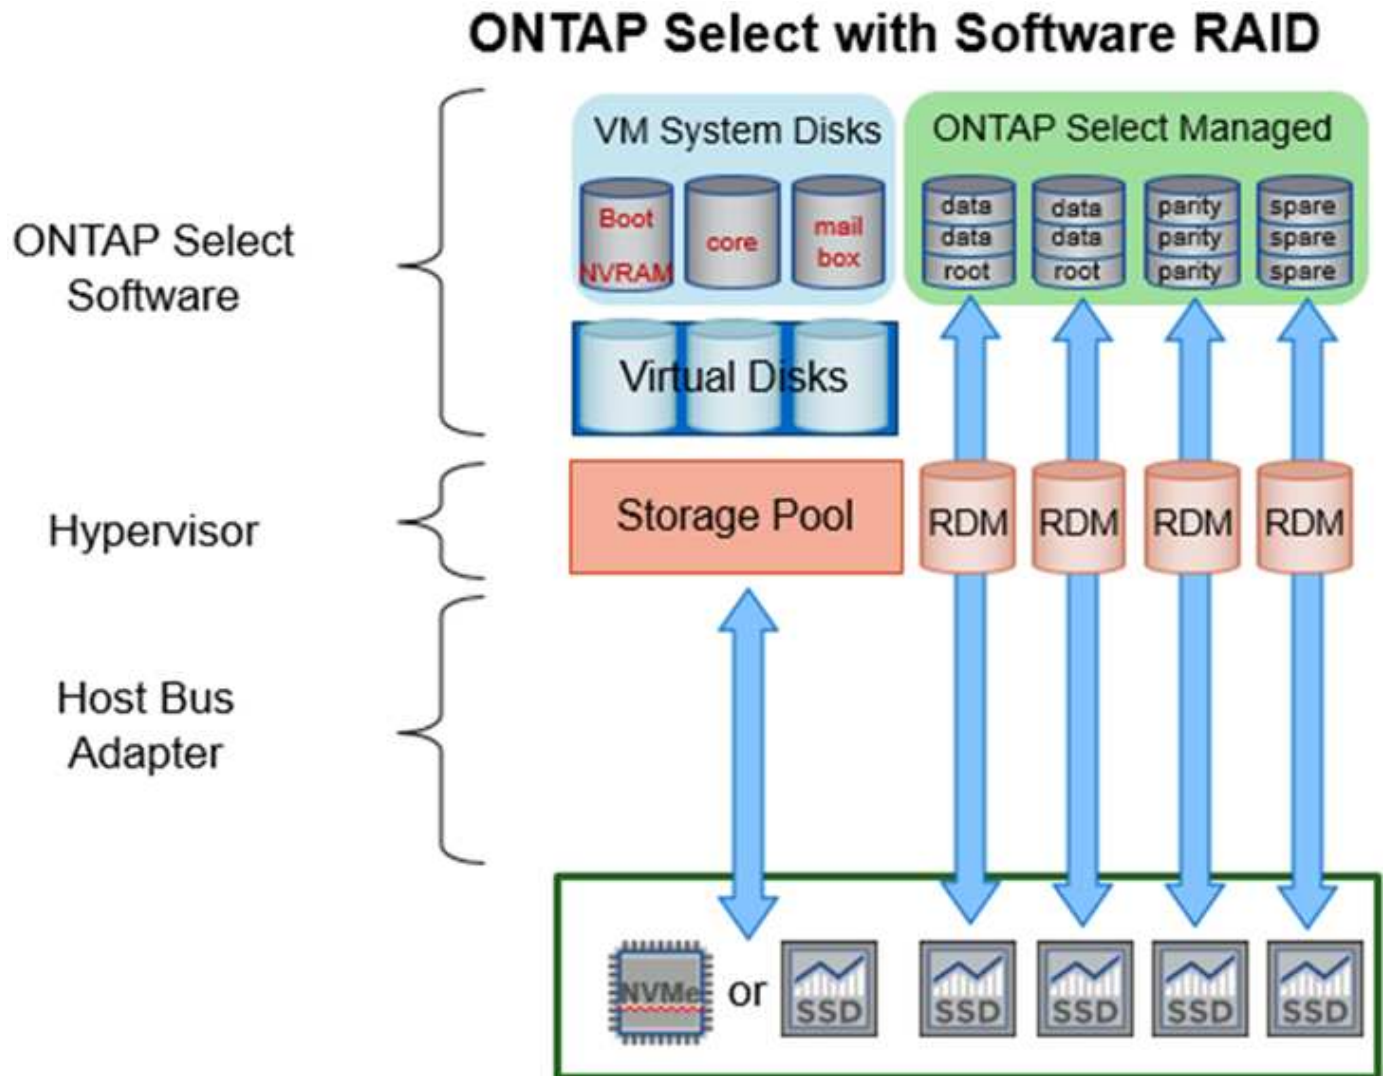 ONTAP Select with Software RAID
VM System Disks
ONTAP Select Managed
Boot
NVRAM
core
mail
box
data
data
root
data
data
root
parity
parity
parity
spare
spare
spare
ONTAP Select
Software
Virtual Disks
Hypervisor
Storage Pool
RDM
RDM
RDM
RDM
Host Bus
Adapter
NVMe
or
SSD
SSD
SSD
SSD
SSD